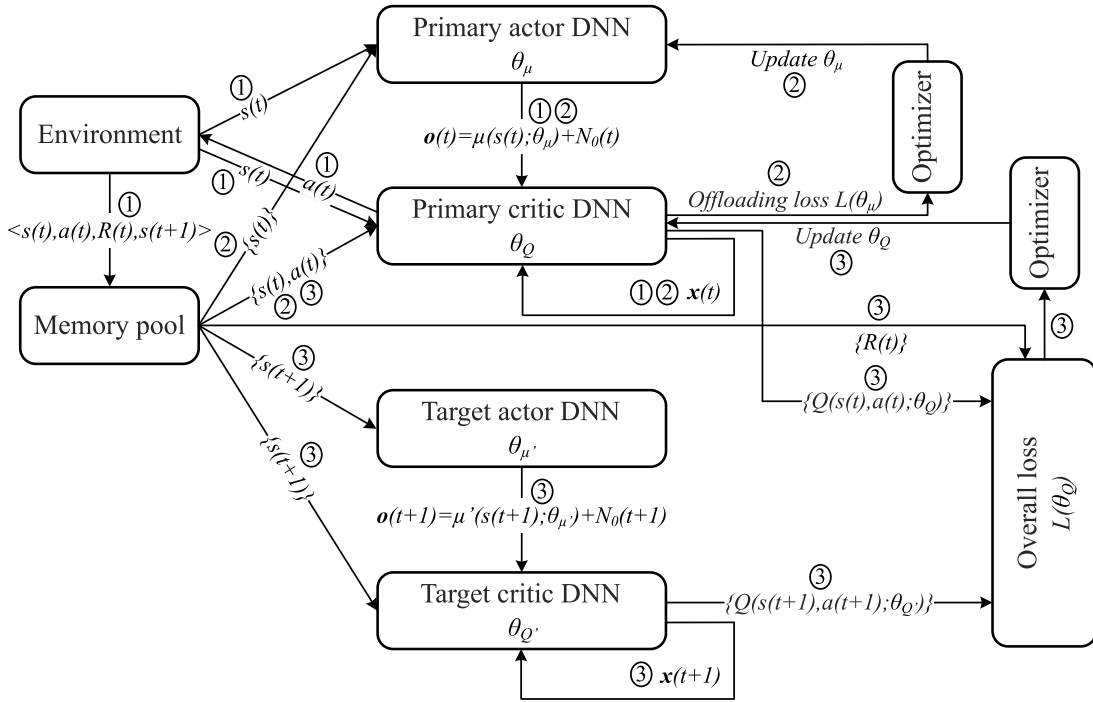 Primary actor DNN
θμ
Update θμ
②
Optimizer
①
s(t)
Environment
①②
o(t)=μ(s(t);θμ)+N0(t)
①
s(t)
①
a(t)
①
<s(t),a(t),R(t),s(t+1)>
②
{s(t)}
Primary critic DNN
θQ
②
Offloading loss L(θμ)
Update θQ
③
Optimizer
{s(t),a(t)}
②③
①② x(t)
Memory pool
③
{R(t)}
③
③
{s(t+1)}
③
{Q(s(t),a(t);θQ)}
Target actor DNN
θμ’
③
{s(t+1)}
③
o(t+1)=μ’(s(t+1);θμ’)+N0(t+1)
Overall loss
L(θQ)
Target critic DNN
θQ’
③
{Q(s(t+1),a(t+1);θQ’)}
③ x(t+1)